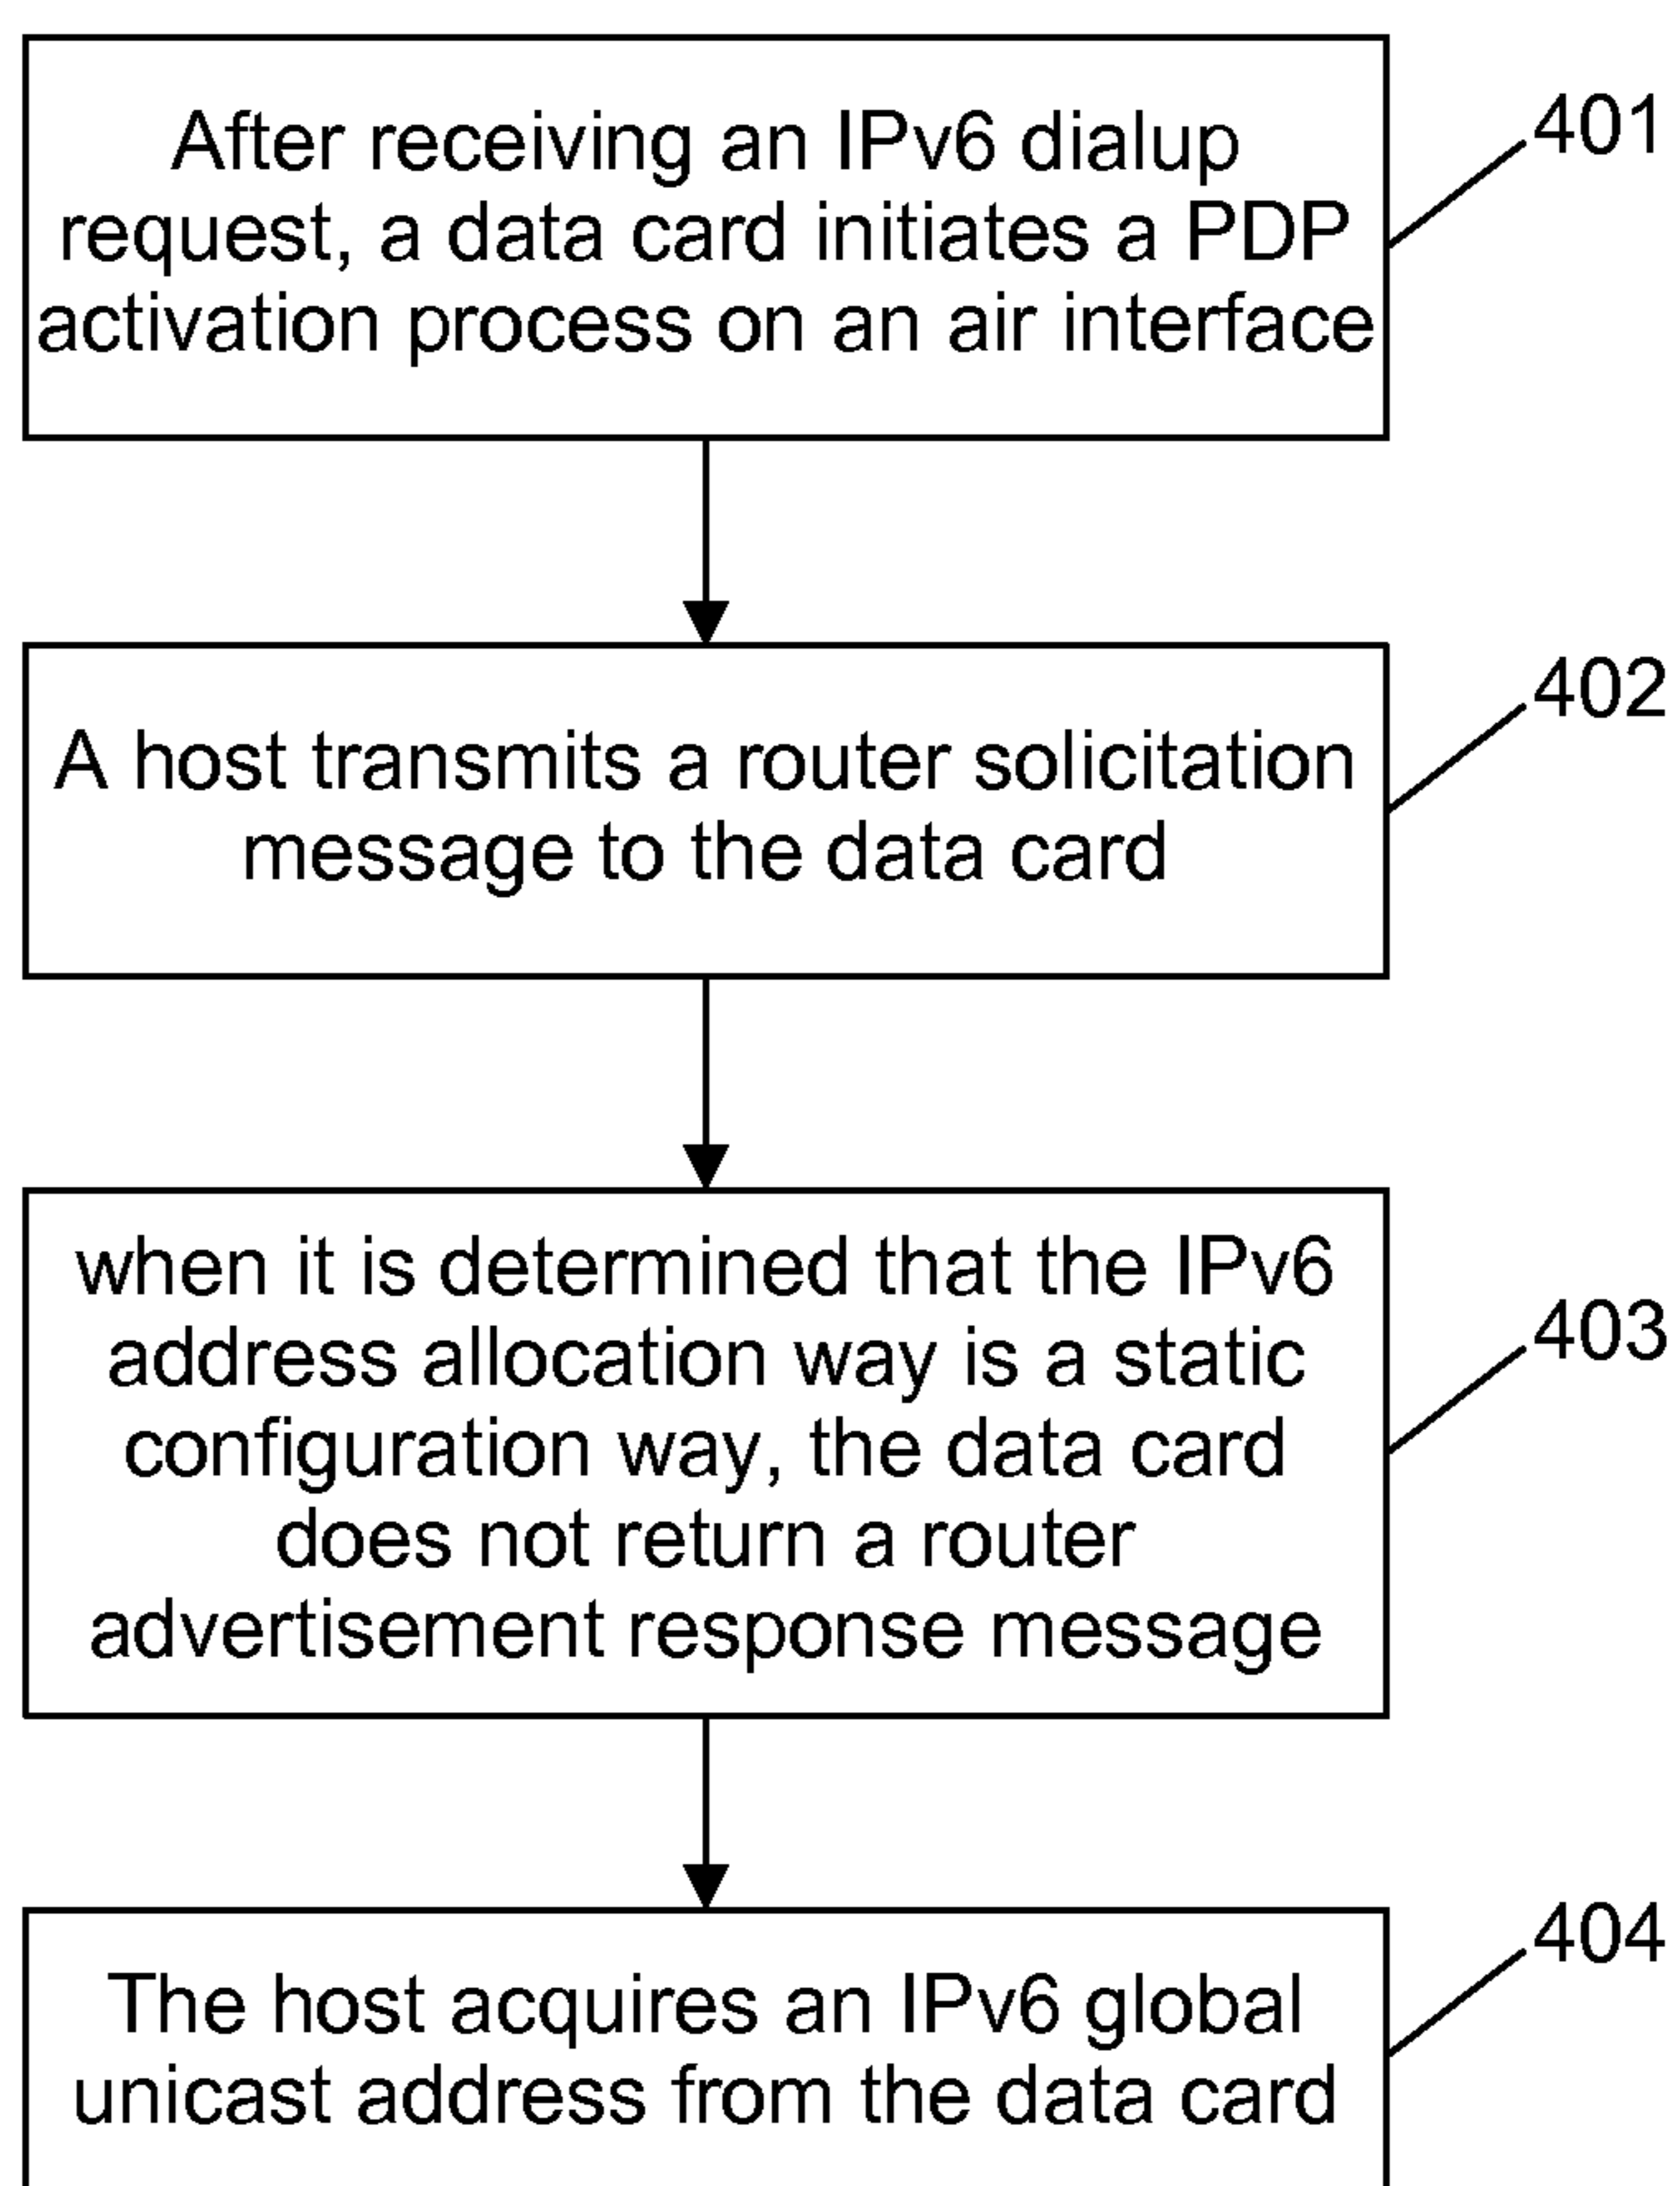 After receiving an IPv6 dialup
request, a data card initiates a PDP
activation process on an air interface
401
A host transmits a router solicitation
message to the data card
402
when it is determined that the IPv6
address allocation way is a static
configuration way, the data card
does not return a router
advertisement response message
403
The host acquires an IPv6 global
unicast address from the data card
404